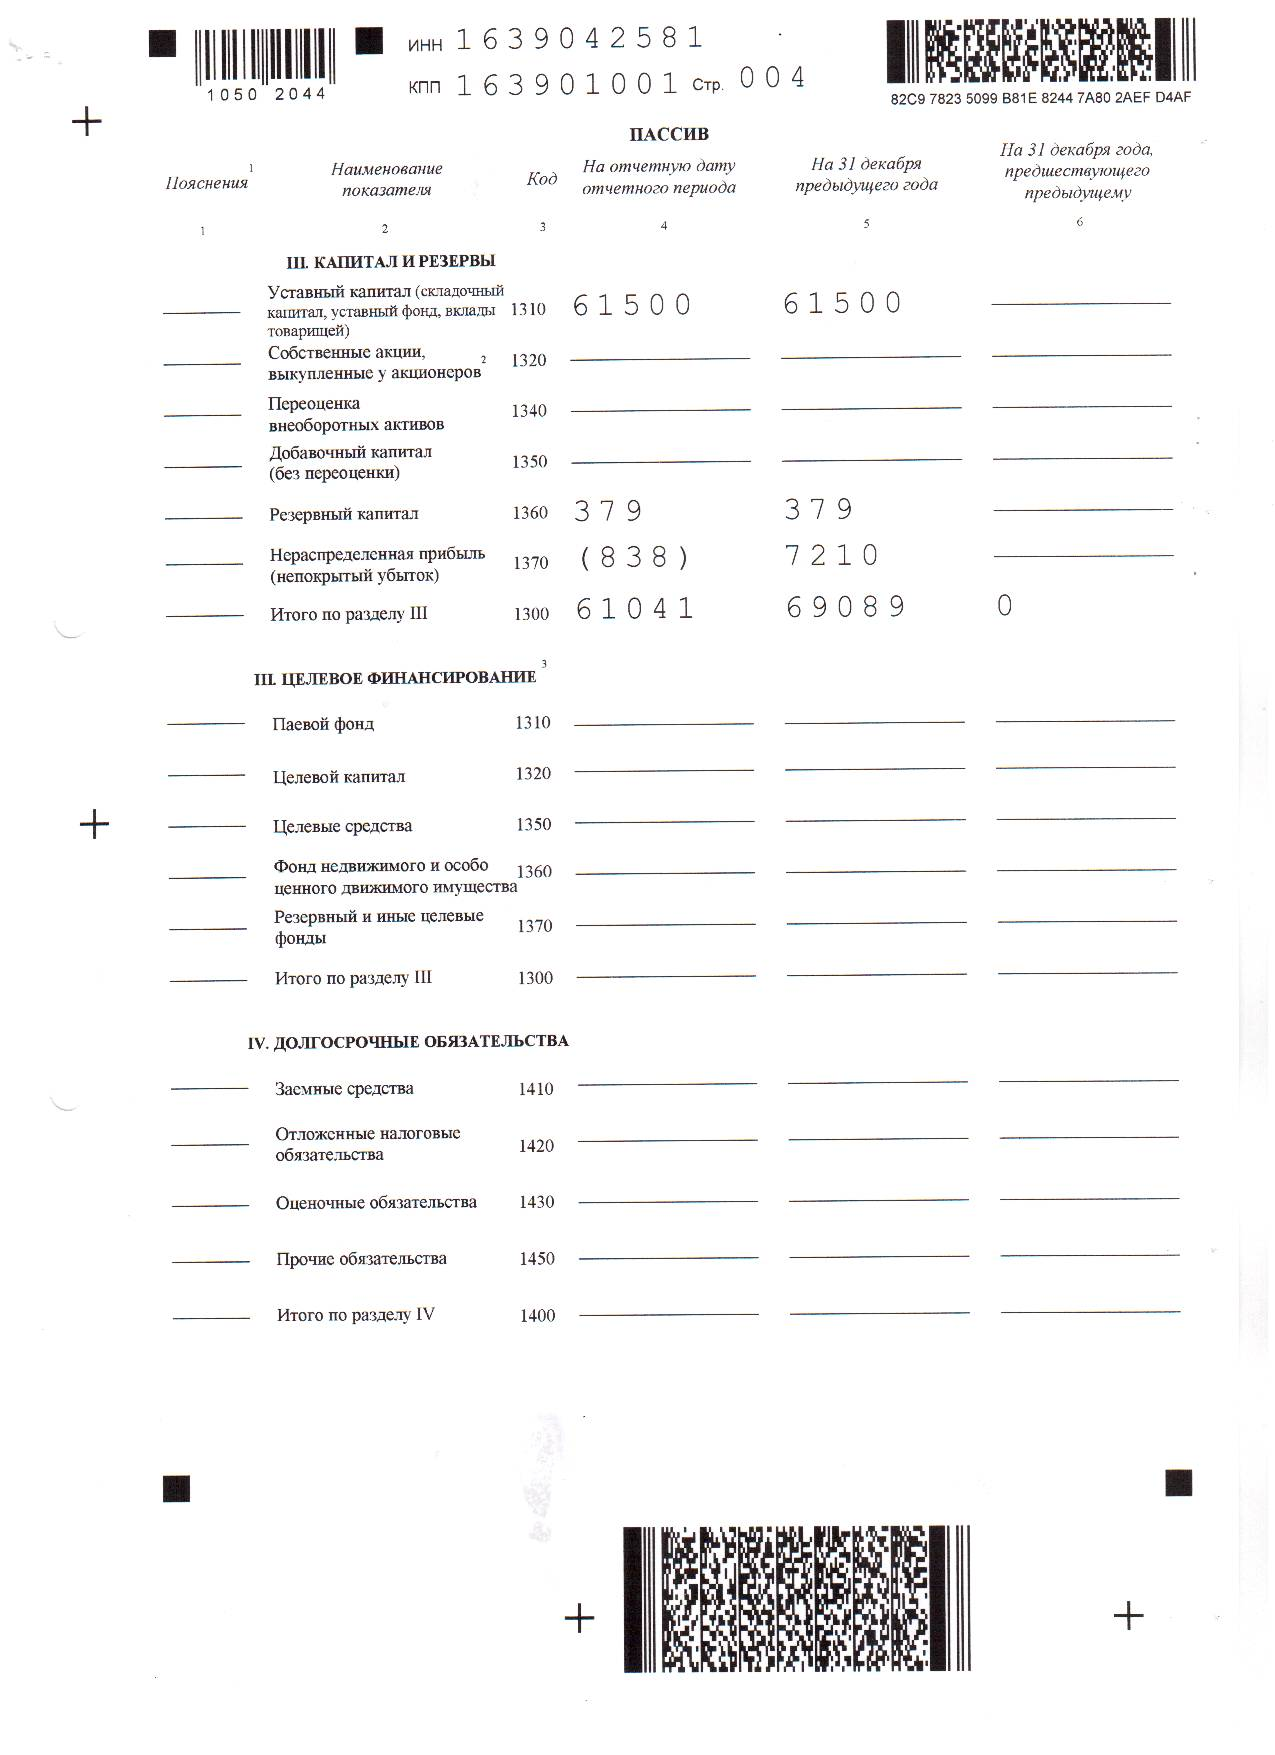 ИНН 1639042581
КПП 163901001 Стр. 004
1050 2044
82C9 7823 5099 B81E 8244 7A80 2AEF D4AF
ПАССИВ
Пояснения 1
Наименование
показателя
Код
На отчетную дату
отчетного периода
На 31 декабря
предыдущего года
На 31 декабря года,
предшествующего
предыдущему
1 2 3 4 5 6
III. КАПИТАЛ И РЕЗЕРВЫ
Уставный капитал (складочный
капитал, уставный фонд, вклады 1310 61500 61500
товарищей)
Собственные акции,
выкупленные у акционеров 2 1320
Переоценка
внеоборотных активов 1340
Добавочный капитал
(без переоценки) 1350
Резервный капитал 1360 379 379
Нераспределенная прибыль
(непокрытый убыток) 1370 (838) 7210
Итого по разделу III 1300 61041 69089 0
III. ЦЕЛЕВОЕ ФИНАНСИРОВАНИЕ 3
Паевой фонд 1310
Целевой капитал 1320
Целевые средства 1350
Фонд недвижимого и особо
ценного движимого имущества 1360
Резервный и иные целевые
фонды 1370
Итого по разделу III 1300
IV. ДОЛГОСРОЧНЫЕ ОБЯЗАТЕЛЬСТВА
Заемные средства 1410
Отложенные налоговые
обязательства 1420
Оценочные обязательства 1430
Прочие обязательства 1450
Итого по разделу IV 1400